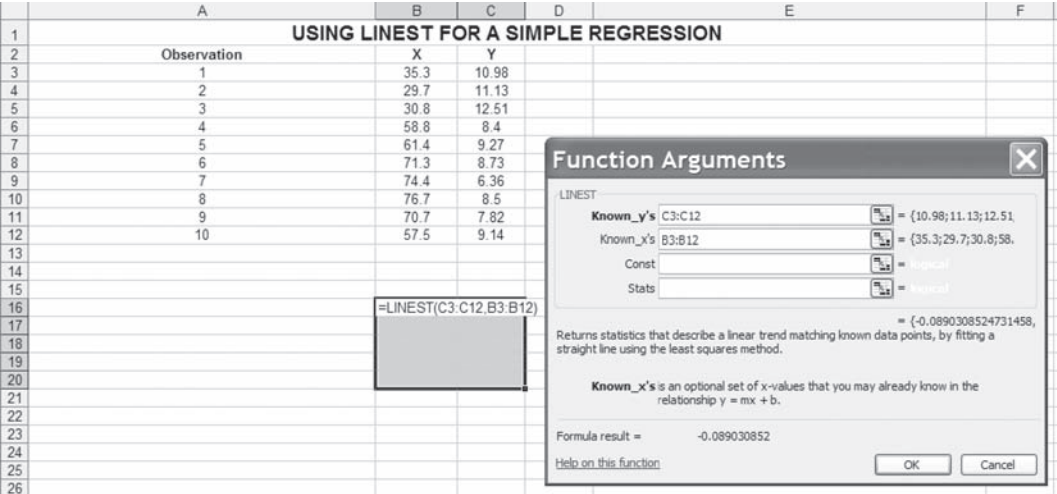 A B C D E F
1 USING LINEST FOR A SIMPLE REGRESSION
2 Observation X Y
3 1 35.3 10.98
4 2 29.7 11.13
5 3 30.8 12.51
6 4 58.8 8.4
7 5 61.4 9.27
8 6 71.3 8.73
9 7 74.4 6.36
10 8 76.7 8.5
11 9 70.7 7.82
12 10 57.5 9.14
13
14
15
16 =LINEST(C3:C12,B3:B12)
17
18
19
20
21
22
23
24
25
26
Function Arguments
LINEST
Known_y's C3:C12 = {10.98;11.13;12.51
Known_x's B3:B12 = {35.3;29.7;30.8;58.
Const = logical
Stats = logical
= {-0.0890308524731458,
Returns statistics that describe a linear trend matching known data points, by fitting a
straight line using the least squares method.
Known_x's is an optional set of x-values that you may already know in the
relationship y = mx + b.
Formula result = -0.089030852
Help on this function
OK Cancel